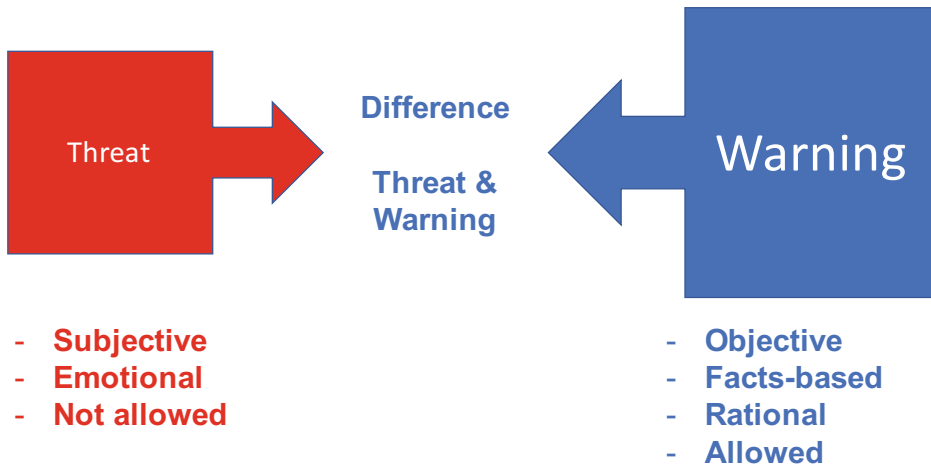 Threat
Difference
Threat &
Warning
Warning
- Subjective
- Emotional
- Not allowed
- Objective
- Facts-based
- Rational
- Allowed